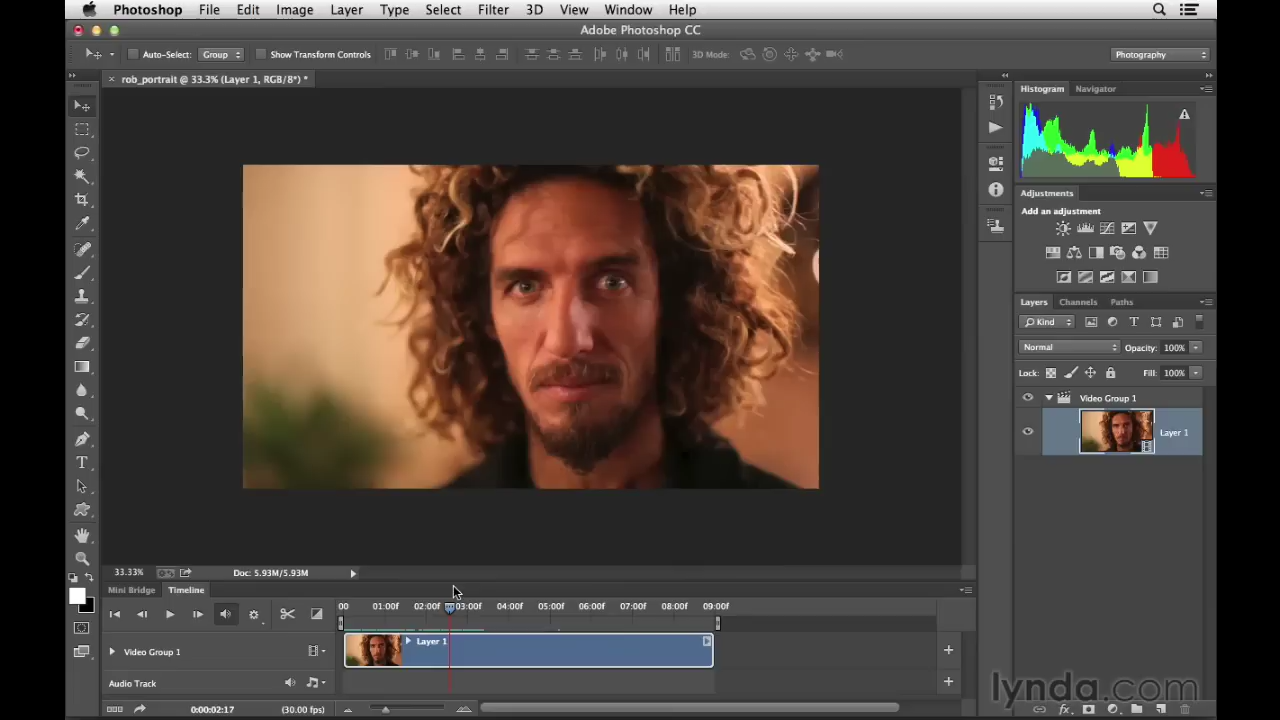 Photoshop File Edit Image Layer Type Select Filter 3D View Window Help
Adobe Photoshop CC
Auto-Select: Group Show Transform Controls 3D Mode: Photography
rob_portrait @ 33.3% (Layer 1, RGB/8*) *
Histogram Navigator
Adjustments
Add an adjustment
Layers Channels Paths
Kind
Normal Opacity: 100%
Lock: Fill: 100%
Video Group 1
Layer 1
33.33% Doc: 5.93M/5.93M
Mini Bridge Timeline
00 01:00f 02:00f 03:00f 04:00f 05:00f 06:00f 07:00f 08:00f 09:00f
Layer 1
Video Group 1
Audio Track
0:00:02:17 (30.00 fps)
lynda.com